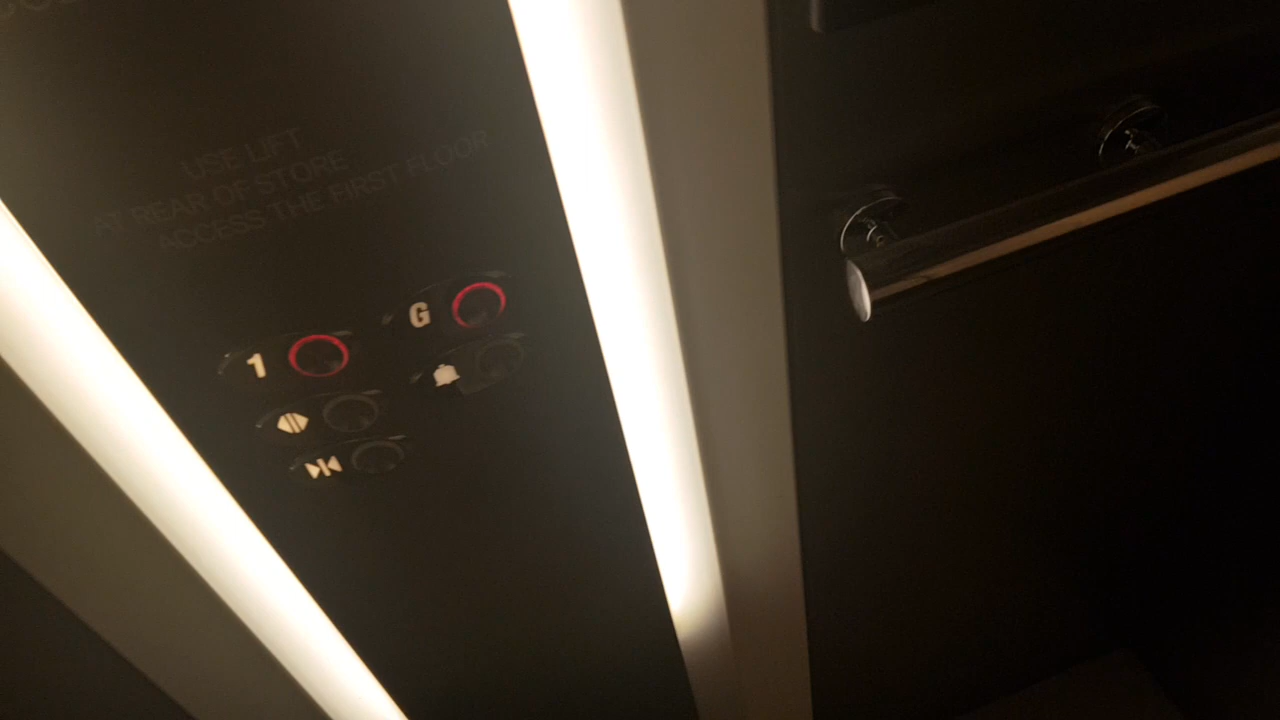 USE LIFT
AT REAR OF STORE
ACCESS THE FIRST FLOOR
G
1